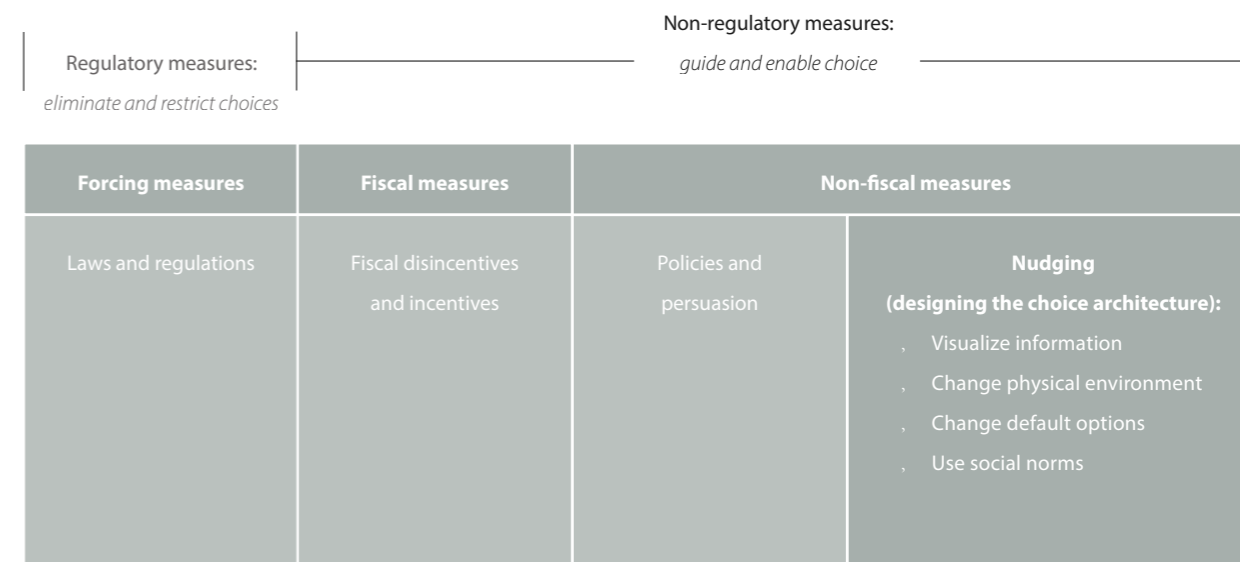 Non-regulatory measures:
Regulatory measures:
guide and enable choice
eliminate and restrict choices
Forcing measures
Fiscal measures
Non-fiscal measures
Laws and regulations
Fiscal disincentives
and incentives
Policies and
persuasion
Nudging
(designing the choice architecture):
, Visualize information
, Change physical environment
, Change default options
, Use social norms